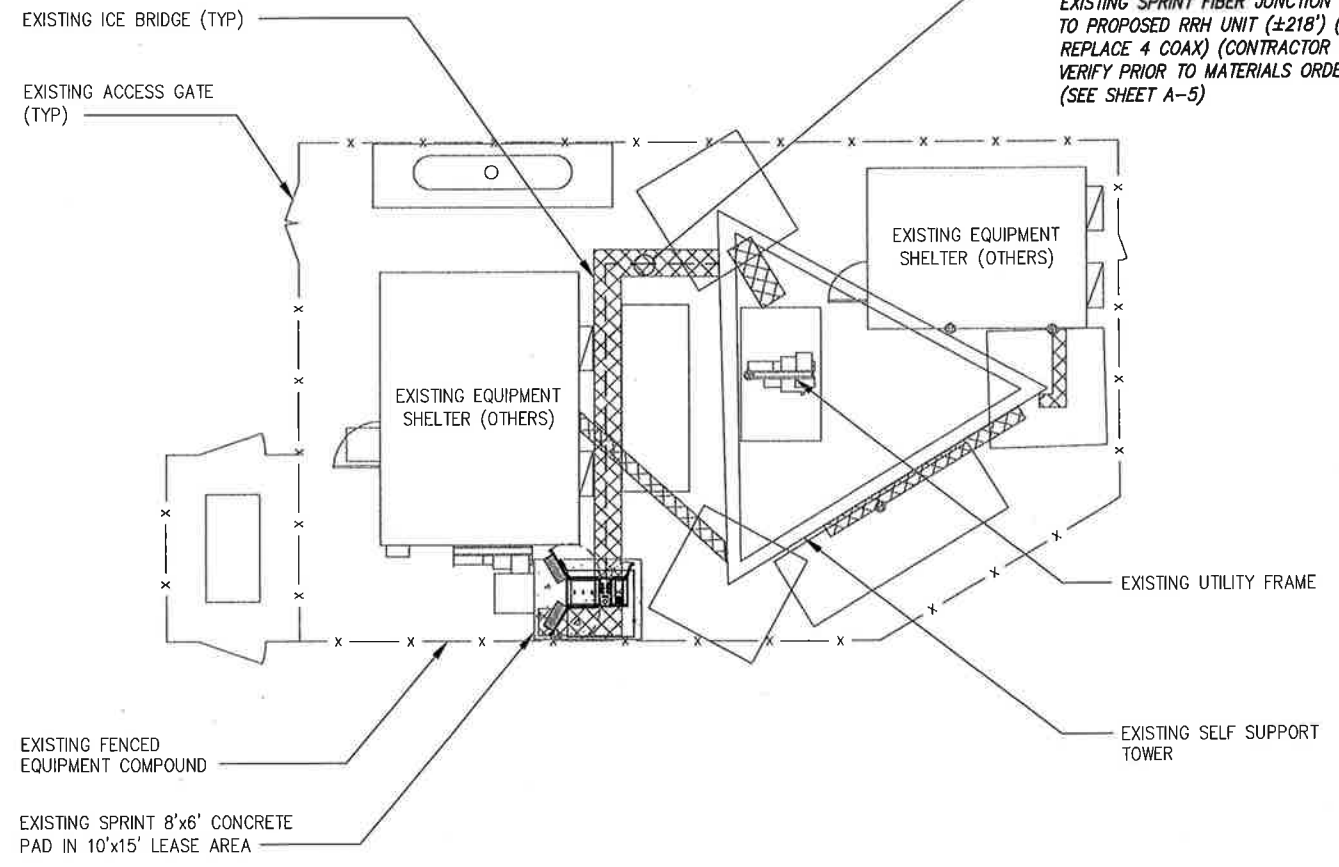 EXISTING ICE BRIDGE (TYP)
EXISTING SPRINT FIBER JUNCTION
TO PROPOSED RRH UNIT (±218') (
REPLACE 4 COAX) (CONTRACTOR
VERIFY PRIOR TO MATERIALS ORDE
(SEE SHEET A-5)
EXISTING ACCESS GATE
(TYP)
EXISTING EQUIPMENT
SHELTER (OTHERS)
EXISTING EQUIPMENT
SHELTER (OTHERS)
EXISTING UTILITY FRAME
EXISTING SELF SUPPORT
TOWER
EXISTING FENCED
EQUIPMENT COMPOUND
EXISTING SPRINT 8'x6' CONCRETE
PAD IN 10'x15' LEASE AREA